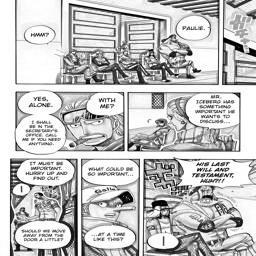 HMM?
PAULIE.
YES,
ALONE.
I SHALL
BE IN THE
SECRETARY'S
OFFICE. CALL
ME IF YOU NEED
ANYTHING.
WITH
ME?
MR.
ICEBERG HAS
SOMETHING
IMPORTANT HE
WANTS TO
DISCUSS...
IT MUST BE
IMPORTANT.
HURRY UP AND
FIND OUT.
SHOULD WE MOVE
AWAY FROM THE
DOOR A LITTLE?
WHAT COULD BE
SO IMPORTANT...
...AT A TIME
LIKE THIS?
HIS LAST
WILL AND
TESTAMENT,
HUH?!!